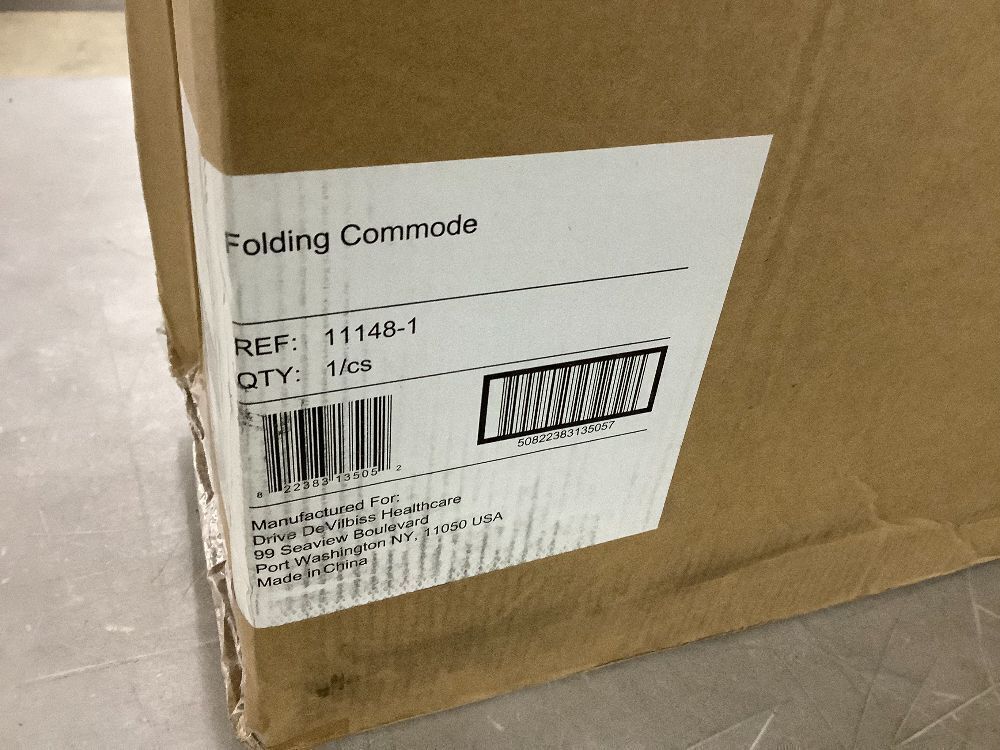 Folding Commode
REF: 11148-1
QTY: 1/cs
8 22383 13505 2
50822383135057
Manufactured For:
Drive DeVilbiss Healthcare
99 Seaview Boulevard
Port Washington NY, 11050 USA
Made in China